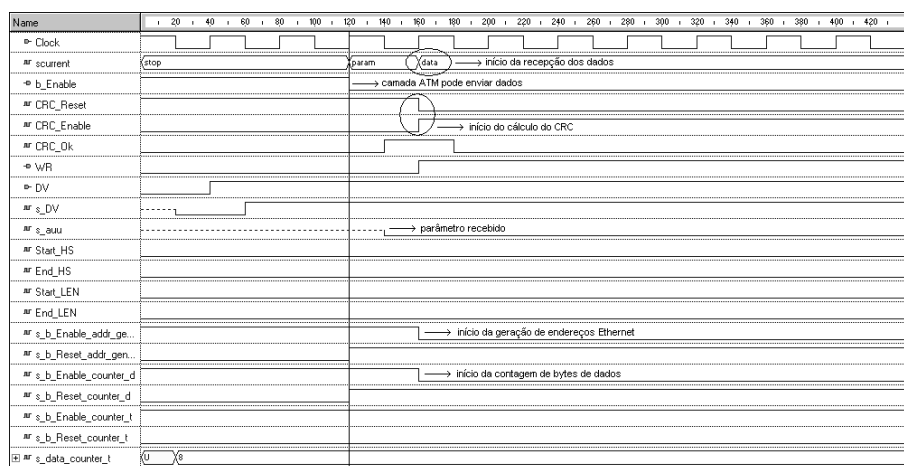 Name 20 40 60 80 100 120 140 160 180 200 220 240 260 280 300 320 340 360 380 400 420
Clock
scurrent stop param data início da recepção dos dados
b_Enable camada ATM pode enviar dados
CRC_Reset
CRC_Enable início do cálculo do CRC
CRC_Ok
WR
DV
s_DV
s_auu parâmetro recebido
Start_HS
End_HS
Start_LEN
End_LEN
s_b_Enable_addr_ge... início da geração de endereços Ethernet
s_b_Reset_addr_gen...
s_b_Enable_counter_d início da contagem de bytes de dados
s_b_Reset_counter_d
s_b_Enable_counter_t
s_b_Reset_counter_t
s_data_counter_t U 8